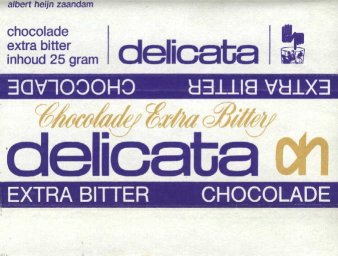 albert heijn zaandam
chocolade
extra bitter
inhoud 25 gram
delicata
EXTRA BITTER CHOCOLADE
Chocolade Extra Bitter
delicata ah
EXTRA BITTER CHOCOLADE